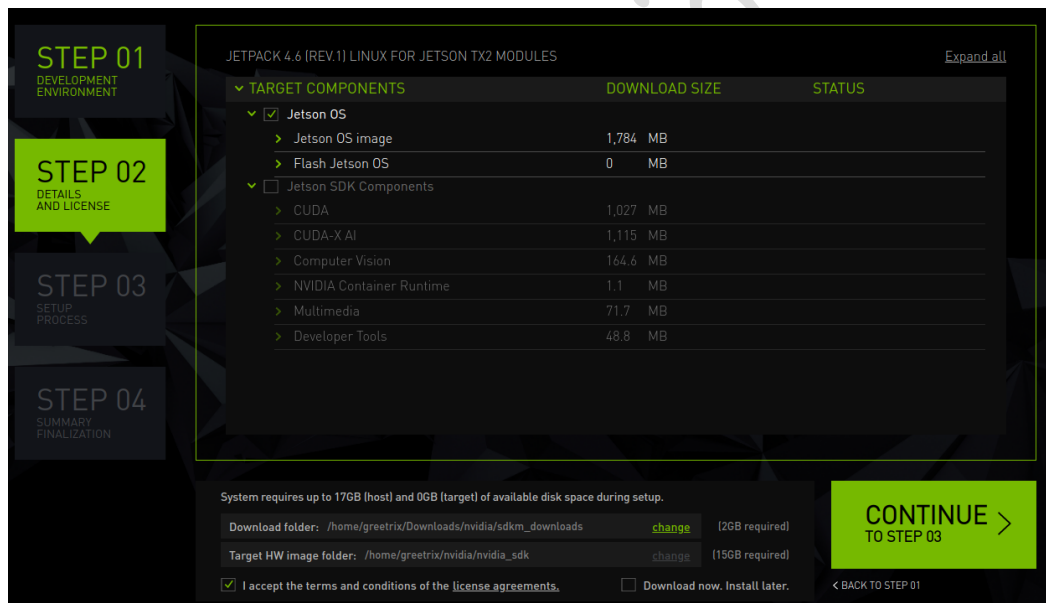 STEP 01
DEVELOPMENT
ENVIRONMENT
STEP 02
DETAILS
AND LICENSE
STEP 03
SETUP
PROCESS
STEP 04
SUMMARY
FINALIZATION
JETPACK 4.6 (REV.1) LINUX FOR JETSON TX2 MODULES Expand all
TARGET COMPONENTS DOWNLOAD SIZE STATUS
Jetson OS
Jetson OS image 1,784 MB
Flash Jetson OS 0 MB
Jetson SDK Components
CUDA 1,027 MB
CUDA-X AI 1,115 MB
Computer Vision 164.6 MB
NVIDIA Container Runtime 1.1 MB
Multimedia 71.7 MB
Developer Tools 48.8 MB
System requires up to 17GB (host) and 0GB (target) of available disk space during setup.
Download folder: /home/greetrix/Downloads/nvidia/sdkm_downloads change (2GB required)
Target HW image folder: /home/greetrix/nvidia/nvidia_sdk change (15GB required)
I accept the terms and conditions of the license agreements. Download now. Install later.
CONTINUE >
TO STEP 03
< BACK TO STEP 01